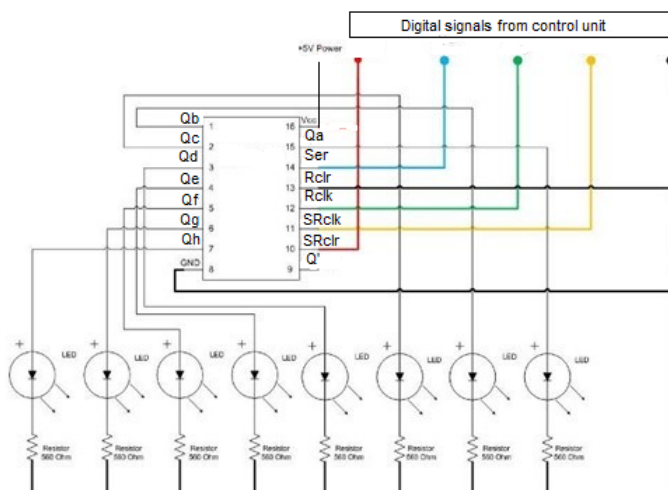 Digital signals from control unit
+5V Power
Vcc
Qb 1 16 Qa
Qc 2 15 Ser
Qd 3 14 Rclr
Qe 4 13 Rclk
Qf 5 12 SRclk
Qg 6 11 SRclr
Qh 7 10 Q'
GND 8 9
+ LED
+ LED
+ LED
+ LED
+ LED
+ LED
+ LED
+ LED
Resistor
560 Ohm
Resistor
560 Ohm
Resistor
560 Ohm
Resistor
560 Ohm
Resistor
560 Ohm
Resistor
560 Ohm
Resistor
560 Ohm
Resistor
560 Ohm